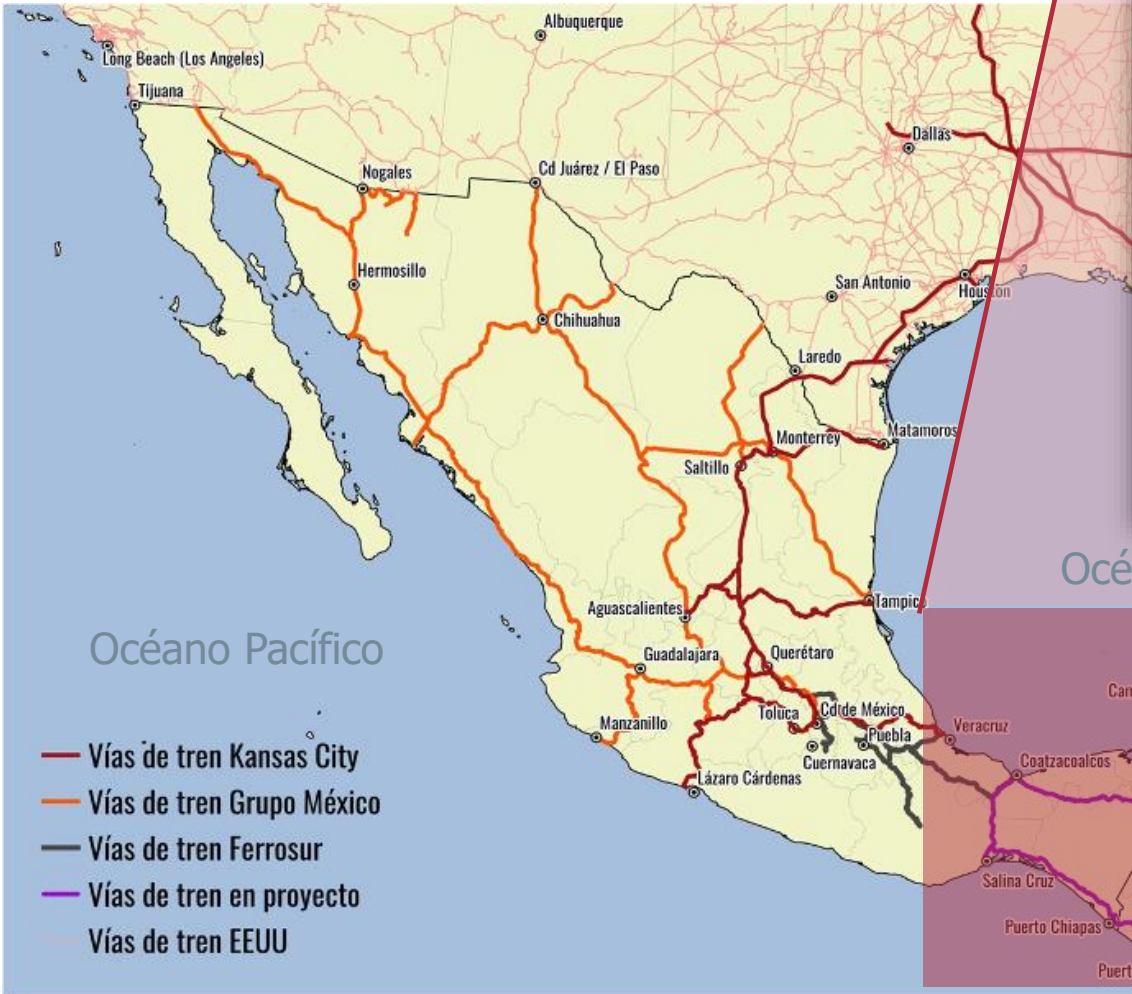 Albuquerque
Long Beach (Los Angeles)
Tijuana
Dallas
Nogales
Cd Juárez / El Paso
Hermosillo
San Antonio
Houston
Chihuahua
Laredo
Matamoros
Monterrey
Saltillo
Océ
Aguascalientes
Tampico
Océano Pacífico
Guadalajara
Querétaro
Can
Toluca
Cd de México
Manzanillo
Veracruz
Puebla
Vías de tren Kansas City
Cuernavaca
Coatzacoalcos
Lázaro Cárdenas
Vías de tren Grupo México
Vías de tren Ferrosur
Salina Cruz
Vías de tren en proyecto
Puerto Chiapas
Vías de tren EEUU
Puert